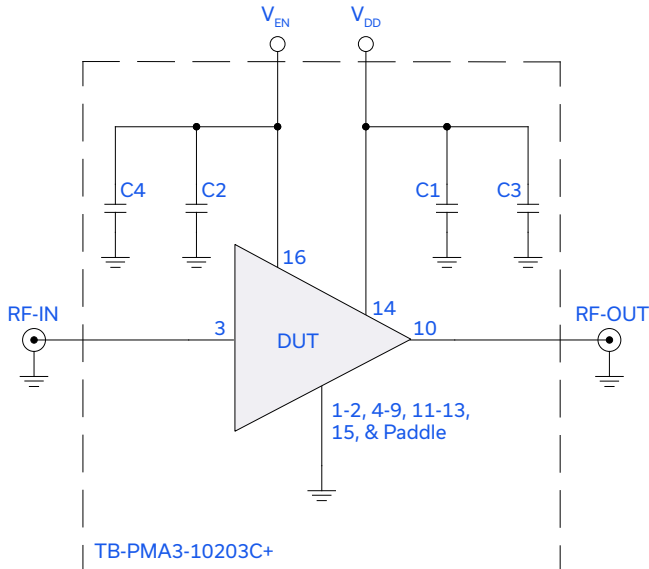 VEN
VDD
C4
C2
C1
C3
16
14
RF-IN
3
DUT
10
RF-OUT
1-2, 4-9, 11-13,
15, & Paddle
TB-PMA3-10203C+